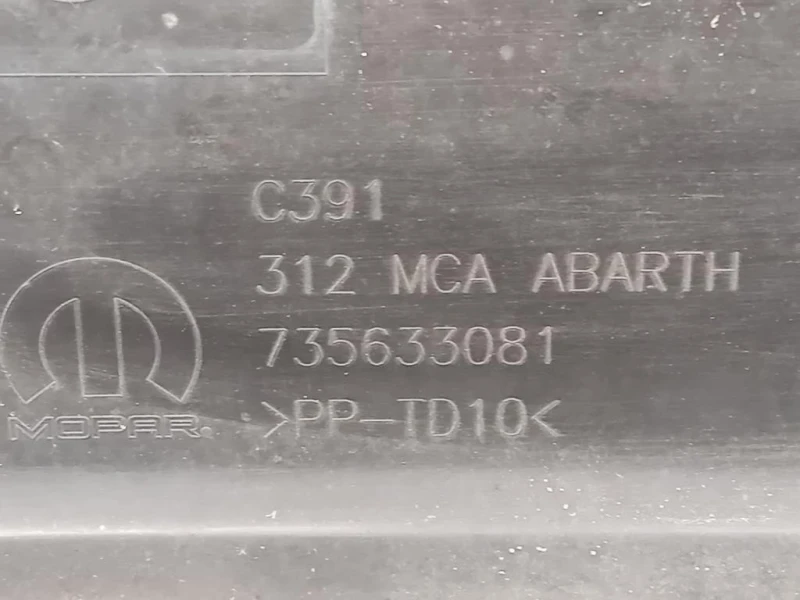 C391
312 MCA ABARTH
735633081
>PP-TD10<
MOPAR